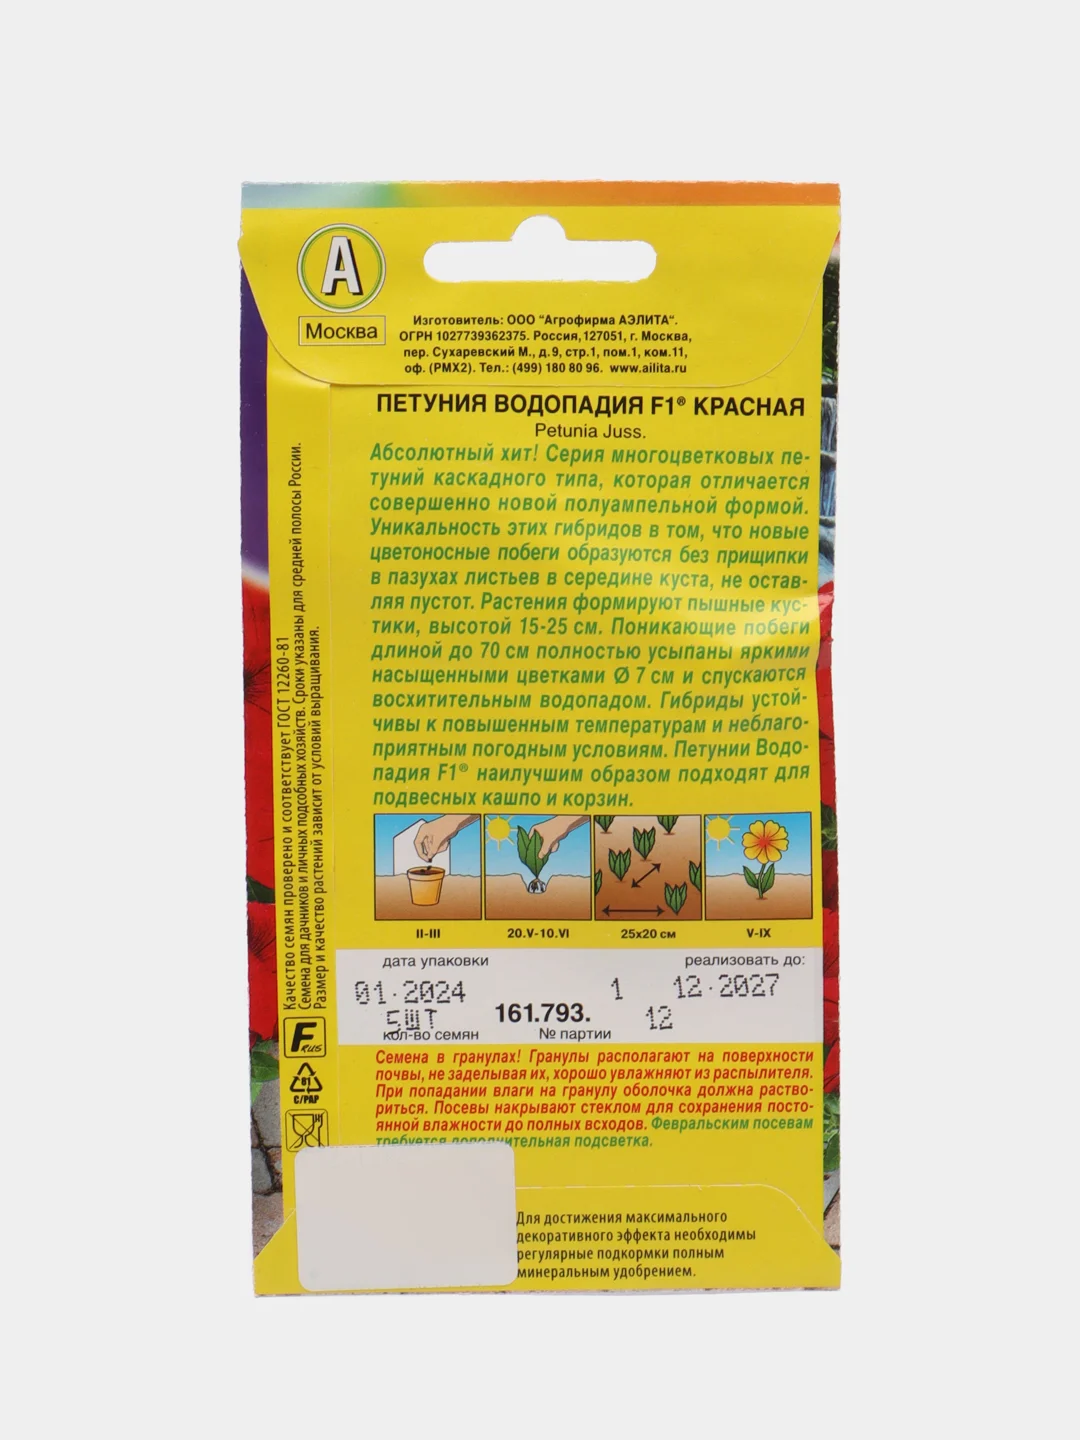 А
Москва
Изготовитель: ООО "Агрофирма АЭЛИТА".
ОГРН 1027739362375. Россия, 127051, г. Москва,
пер. Сухаревский М., д.9, стр.1, пом.1, ком.11,
оф. (РМХ2). Тел.: (499) 180 80 96. www.ailita.ru
ПЕТУНИЯ ВОДОПАДИЯ F1® КРАСНАЯ
Petunia Juss.
Абсолютный хит! Серия многоцветковых пе-
туний каскадного типа, которая отличается
совершенно новой полуампельной формой.
Уникальность этих гибридов в том, что новые
цветоносные побеги образуются без прищипки
в пазухах листьев в середине куста, не остав-
ляя пустот. Растения формируют пышные кус-
тики, высотой 15-25 см. Поникающие побеги
длиной до 70 см полностью усыпаны яркими
насыщенными цветками Ø 7 см и спускаются
восхитительным водопадом. Гибриды устой-
чивы к повышенным температурам и неблаго-
приятным погодным условиям. Петунии Водо-
падия F1® наилучшим образом подходят для
подвесных кашпо и корзин.
II-III
20.V-10.VI
25х20 см
V-IX
дата упаковки
реализовать до:
01·2024
1
12·2027
5ШТ
161.793.
12
кол-во семян
№ партии
Семена в гранулах! Гранулы располагают на поверхности
почвы, не заделывая их, хорошо увлажняют из распылителя.
При попадании влаги на гранулу оболочка должна раство-
риться. Посевы накрывают стеклом для сохранения посто-
янной влажности до полных всходов. Февральским посевам
требуется дополнительная подсветка.
Качество семян проверено и соответствует ГОСТ 12260-81
Семена для дачников и личных подсобных хозяйств. Сроки указаны для средней полосы России.
Размер и качество растений зависит от условий выращивания.
F RUS
81
C/PAP
Для достижения максимального
декоративного эффекта необходимы
регулярные подкормки полным
минеральным удобрением.